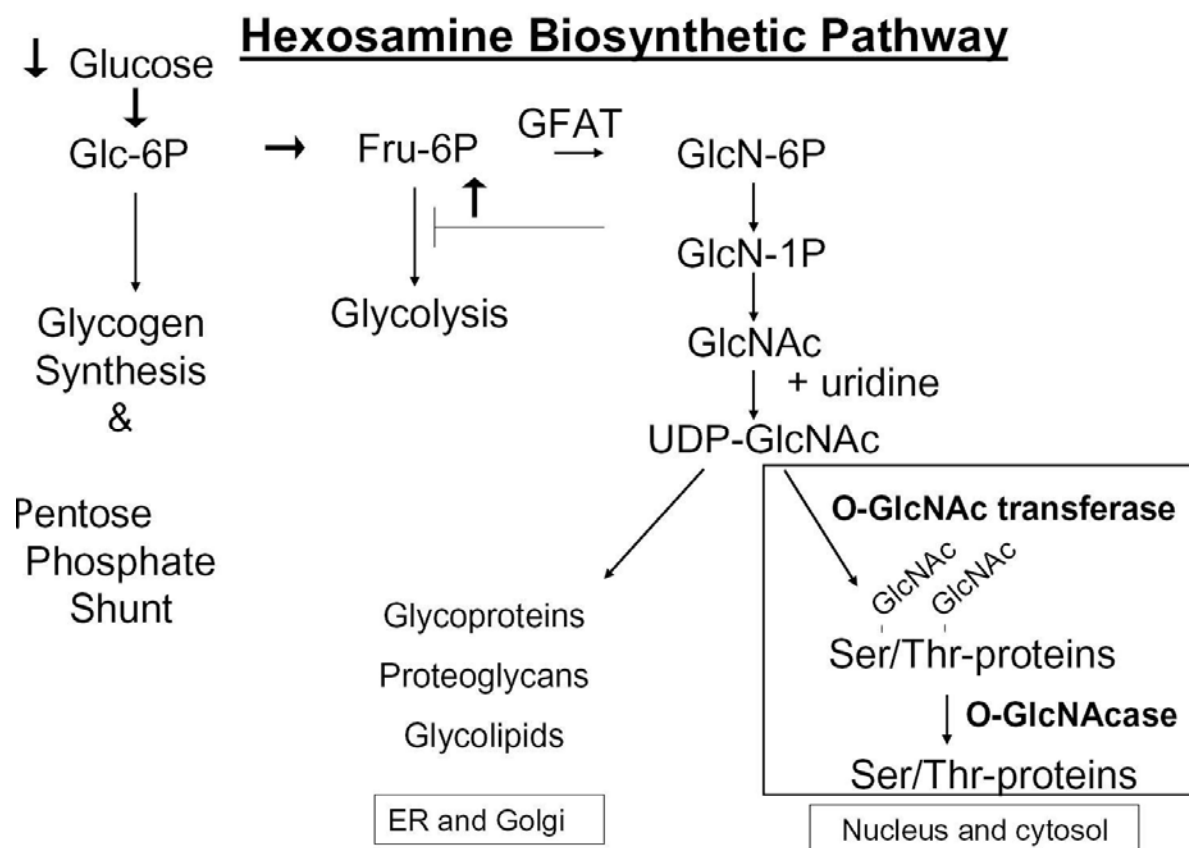 Hexosamine Biosynthetic Pathway
↓ Glucose
Glc-6P
Fru-6P
GFAT
GlcN-6P
GlcN-1P
Glycogen
Synthesis
&
Glycolysis
GlcNAc
+ uridine
UDP-GlcNAc
Pentose
Phosphate
Shunt
Glycoproteins
Proteoglycans
Glycolipids
ER and Golgi
O-GlcNAc transferase
GlcNAc
GlcNAc
Ser/Thr-proteins
O-GlcNAcase
Ser/Thr-proteins
Nucleus and cytosol